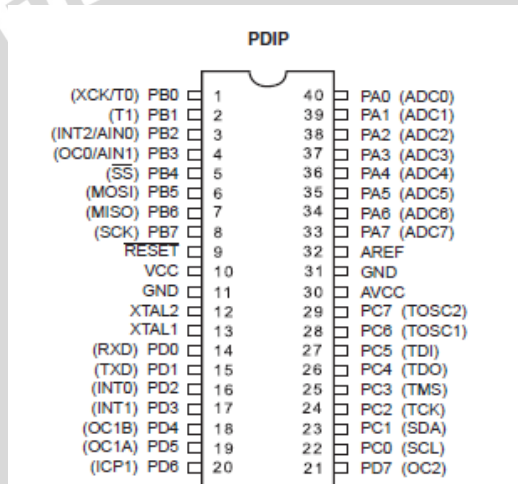 PDIP
(XCK/T0) PB0 1 40 PA0 (ADC0)
(T1) PB1 2 39 PA1 (ADC1)
(INT2/AIN0) PB2 3 38 PA2 (ADC2)
(OC0/AIN1) PB3 4 37 PA3 (ADC3)
(SS) PB4 5 36 PA4 (ADC4)
(MOSI) PB5 6 35 PA5 (ADC5)
(MISO) PB6 7 34 PA6 (ADC6)
(SCK) PB7 8 33 PA7 (ADC7)
RESET 9 32 AREF
VCC 10 31 GND
GND 11 30 AVCC
XTAL2 12 29 PC7 (TOSC2)
XTAL1 13 28 PC6 (TOSC1)
(RXD) PD0 14 27 PC5 (TDI)
(TXD) PD1 15 26 PC4 (TDO)
(INT0) PD2 16 25 PC3 (TMS)
(INT1) PD3 17 24 PC2 (TCK)
(OC1B) PD4 18 23 PC1 (SDA)
(OC1A) PD5 19 22 PC0 (SCL)
(ICP1) PD6 20 21 PD7 (OC2)